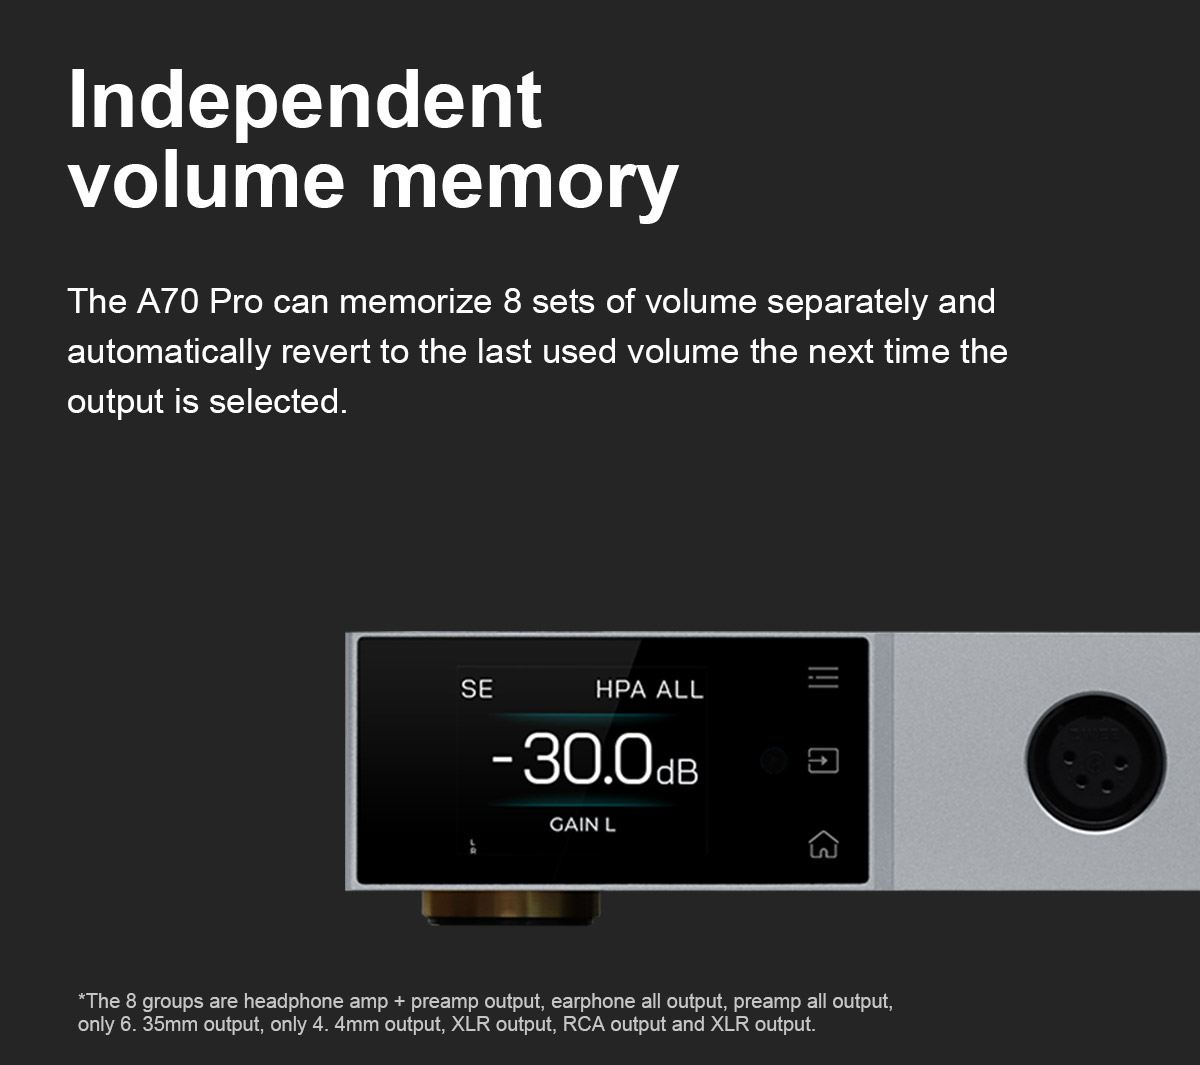 Independent
volume memory
The A70 Pro can memorize 8 sets of volume separately and
automatically revert to the last used volume the next time the
output is selected.
SE HPA ALL
-30.0dB
GAIN L
L
R
*The 8 groups are headphone amp + preamp output, earphone all output, preamp all output,
only 6. 35mm output, only 4. 4mm output, XLR output, RCA output and XLR output.